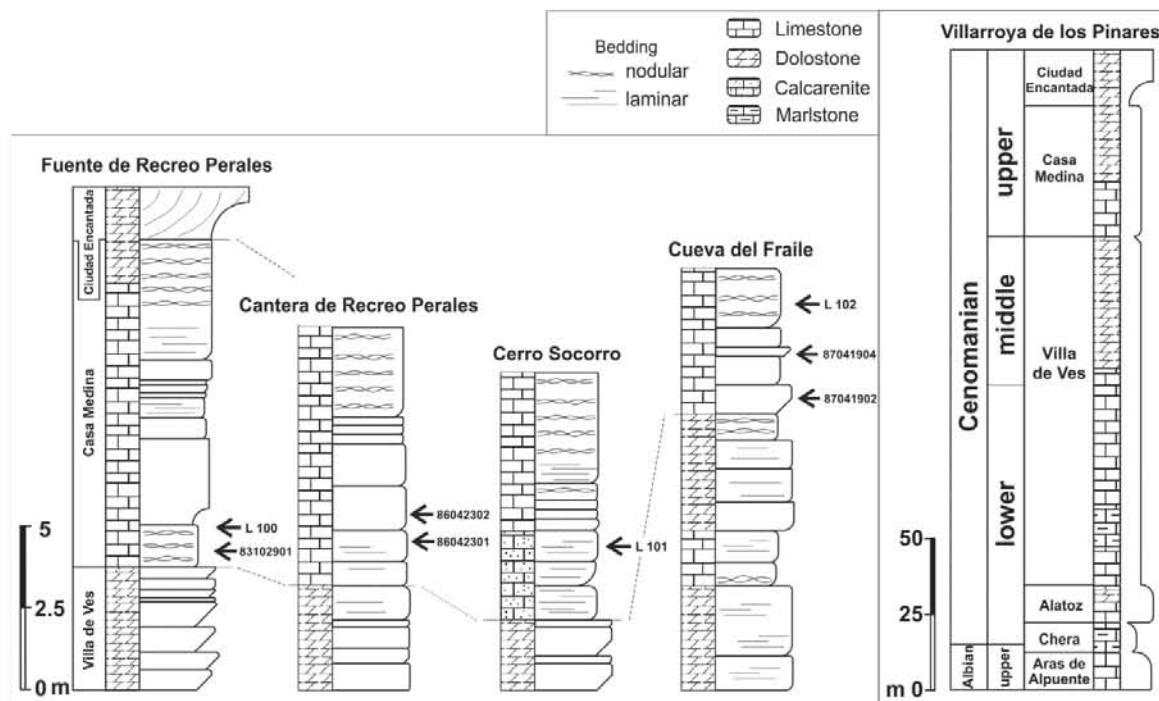 Bedding
nodular
laminar
Limestone
Dolostone
Calcarenite
Marlstone
Fuente de Recreo Perales
Ciudad Encantada
Casa Medina
Villa de Ves
5
2.5
0 m
L 100
83102901
Cantera de Recreo Perales
86042302
86042301
Cerro Socorro
L 101
Cueva del Fraile
L 102
87041904
87041902
Villarroya de los Pinares
Cenomanian
Albian
upper
middle
lower
upper
Ciudad
Encantada
Casa
Medina
Villa
de Ves
Alatoz
Chera
Aras de
Alpuente
50
25
m 0